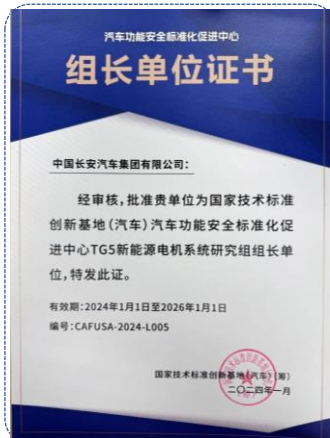 汽车功能安全标准化促进中心
组长单位证书
中国长安汽车集团有限公司：
经审核，批准贵单位为国家技术标准
创新基地（汽车）汽车功能安全标准化促
进中心TG5新能源电机系统研究组组长单
位，特发此证。
有效期：2024年1月1日至2026年1月1日
编号：CAFUSA-2024-L005
国家技术标准创新基地（汽车）（筹）
二〇二四年一月